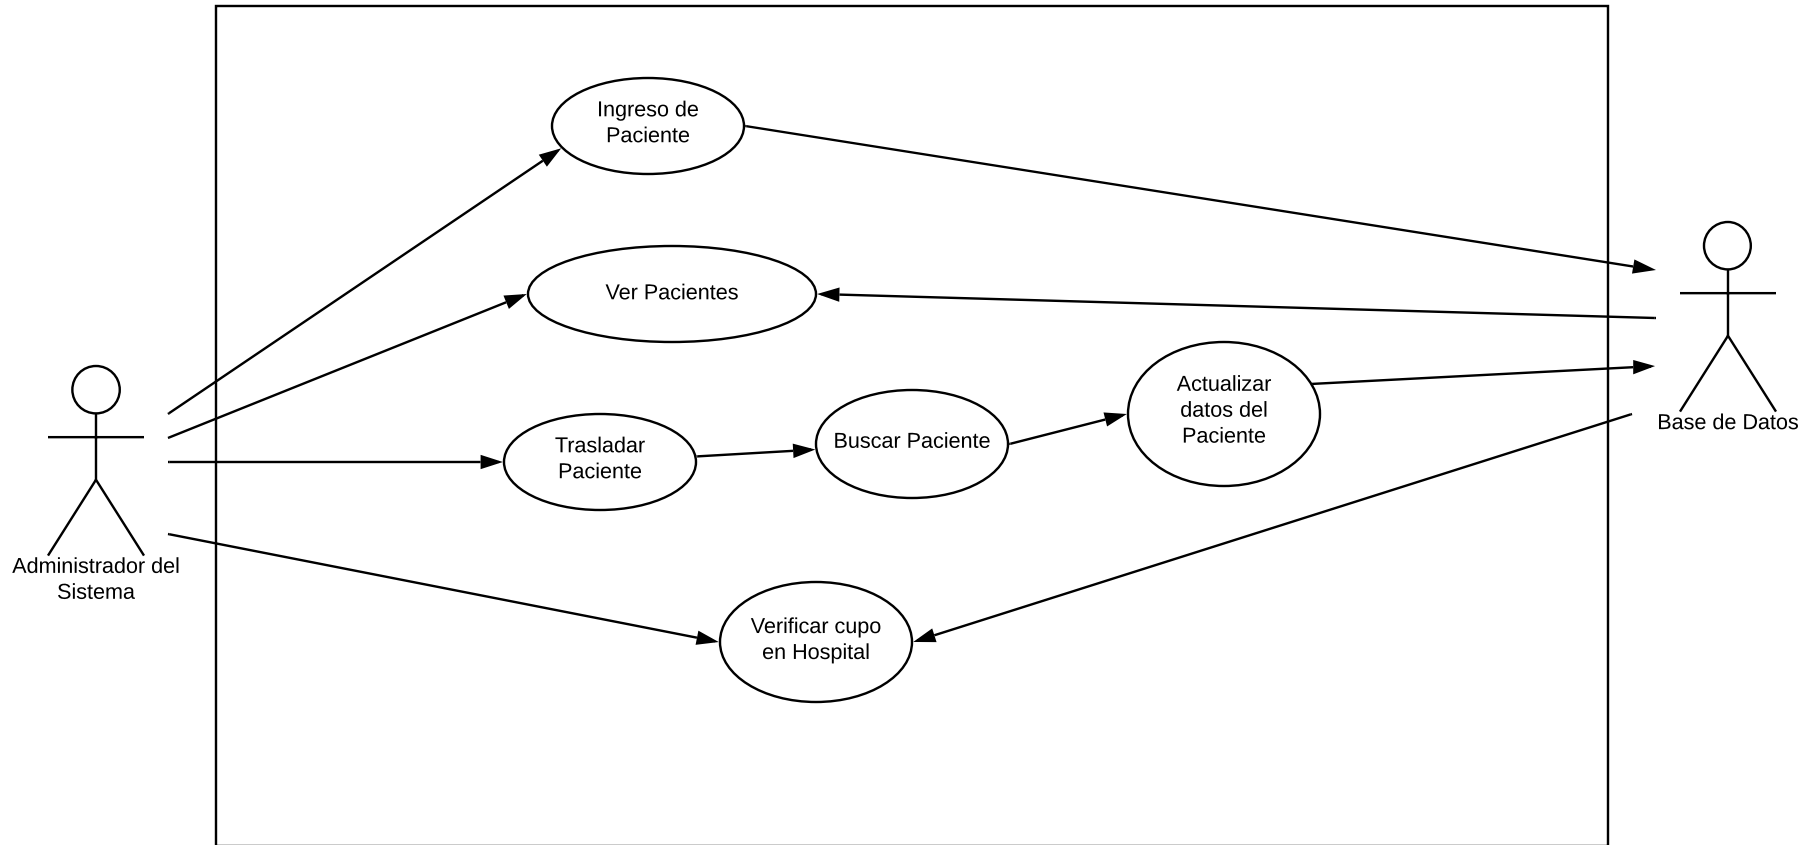 Ingreso de
Paciente
Ver Pacientes
Actualizar
datos del
Paciente
Base de Datos
Trasladar
Paciente
Buscar Paciente
Administrador del
Sistema
Verificar cupo
en Hospital